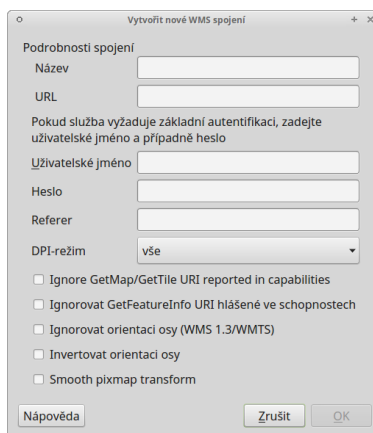 Vytvořit nové WMS spojení
Podrobnosti spojení
Název
URL
Pokud služba vyžaduje základní autentifikaci, zadejte
uživatelské jméno a případně heslo
Uživatelské jméno
Heslo
Referer
DPI-režim vše
Ignore GetMap/GetTile URI reported in capabilities
Ignorovat GetFeatureInfo URI hlášené ve schopnostech
Ignorovat orientaci osy (WMS 1.3/WMTS)
Invertovat orientaci osy
Smooth pixmap transform
Nápověda Zrušit OK